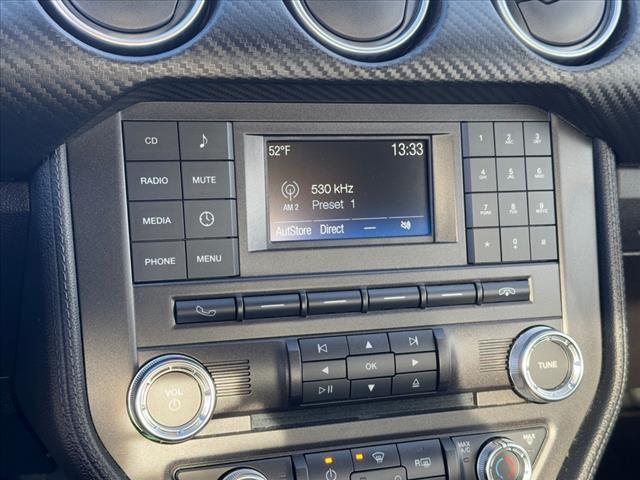 CD
RADIO MUTE
MEDIA
PHONE MENU
52°F 13:33
530 kHz
AM 2 Preset 1
AutoStore Direct
1 2 ABC 3 DEF
4 GHI 5 JKL 6 MNO
7 PQRS 8 TUV 9 WXYZ
* 0 #
OK
VOL
TUNE
MAX A/C
A/C
R
MAX